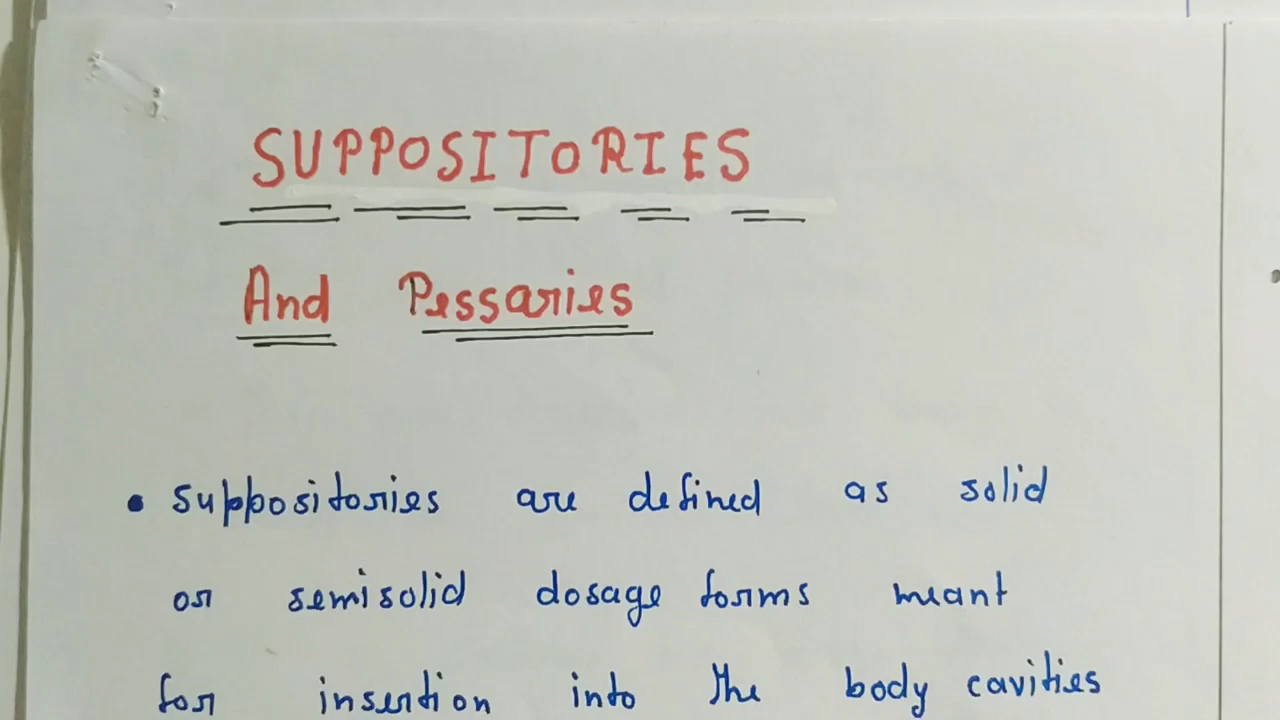 SUPPOSITORIES
And Pessaries
• suppositories are defined as solid
or semisolid dosage forms meant
for insertion into the body cavities